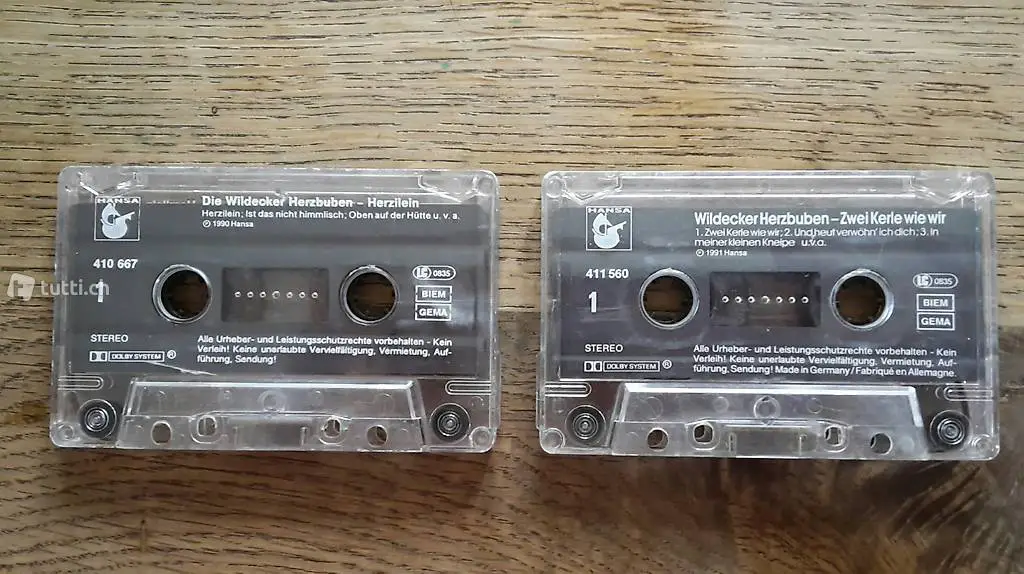 Die Wildecker Herzbuben – Herzilein
Herzilein; Ist das nicht himmlisch; Oben auf der Hütte u. v. a.
℗ 1990 Hansa
HANSA
410 667
1
LC 0835
BIEM
GEMA
STEREO
DOLBY SYSTEM ®
Alle Urheber- und Leistungsschutzrechte vorbehalten - Kein
Verleih! Keine unerlaubte Vervielfältigung, Vermietung, Auf-
führung, Sendung!
tutti.ch
HANSA
Wildecker Herzbuben – Zwei Kerle wie wir
1. Zwei Kerle wie wir; 2. Und heut' verwöhn' ich dich; 3. In
meiner kleinen Kneipe u.v.a.
℗ 1991 Hansa
411 560
1
LC 0835
BIEM
GEMA
STEREO
DOLBY SYSTEM ®
Alle Urheber- und Leistungsschutzrechte vorbehalten - Kein
Verleih! Keine unerlaubte Vervielfältigung, Vermietung, Auf-
führung, Sendung! Made in Germany / Fabriqué en Allemagne.